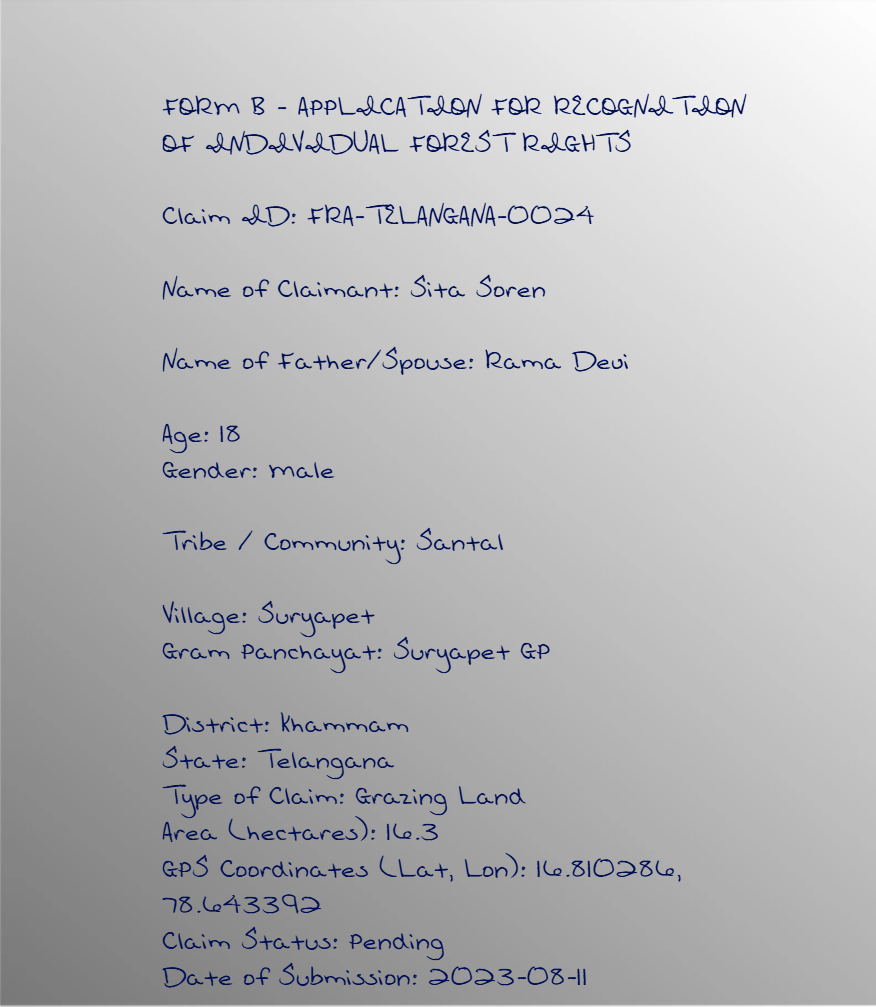 FORM B - APPLICATION FOR RECOGNITION
OF INDIVIDUAL FOREST RIGHTS
Claim ID: FRA-TELANGANA-0024
Name of Claimant: Sita Soren
Name of Father/Spouse: Rama Devi
Age: 18
Gender: Male
Tribe / Community: Santal
Village: Suryapet
Gram Panchayat: Suryapet GP
District: Khammam
State: Telangana
Type of Claim: Grazing Land
Area (hectares): 16.3
GPS Coordinates (Lat, Lon): 16.810286,
78.643392
Claim Status: Pending
Date of Submission: 2023-08-11